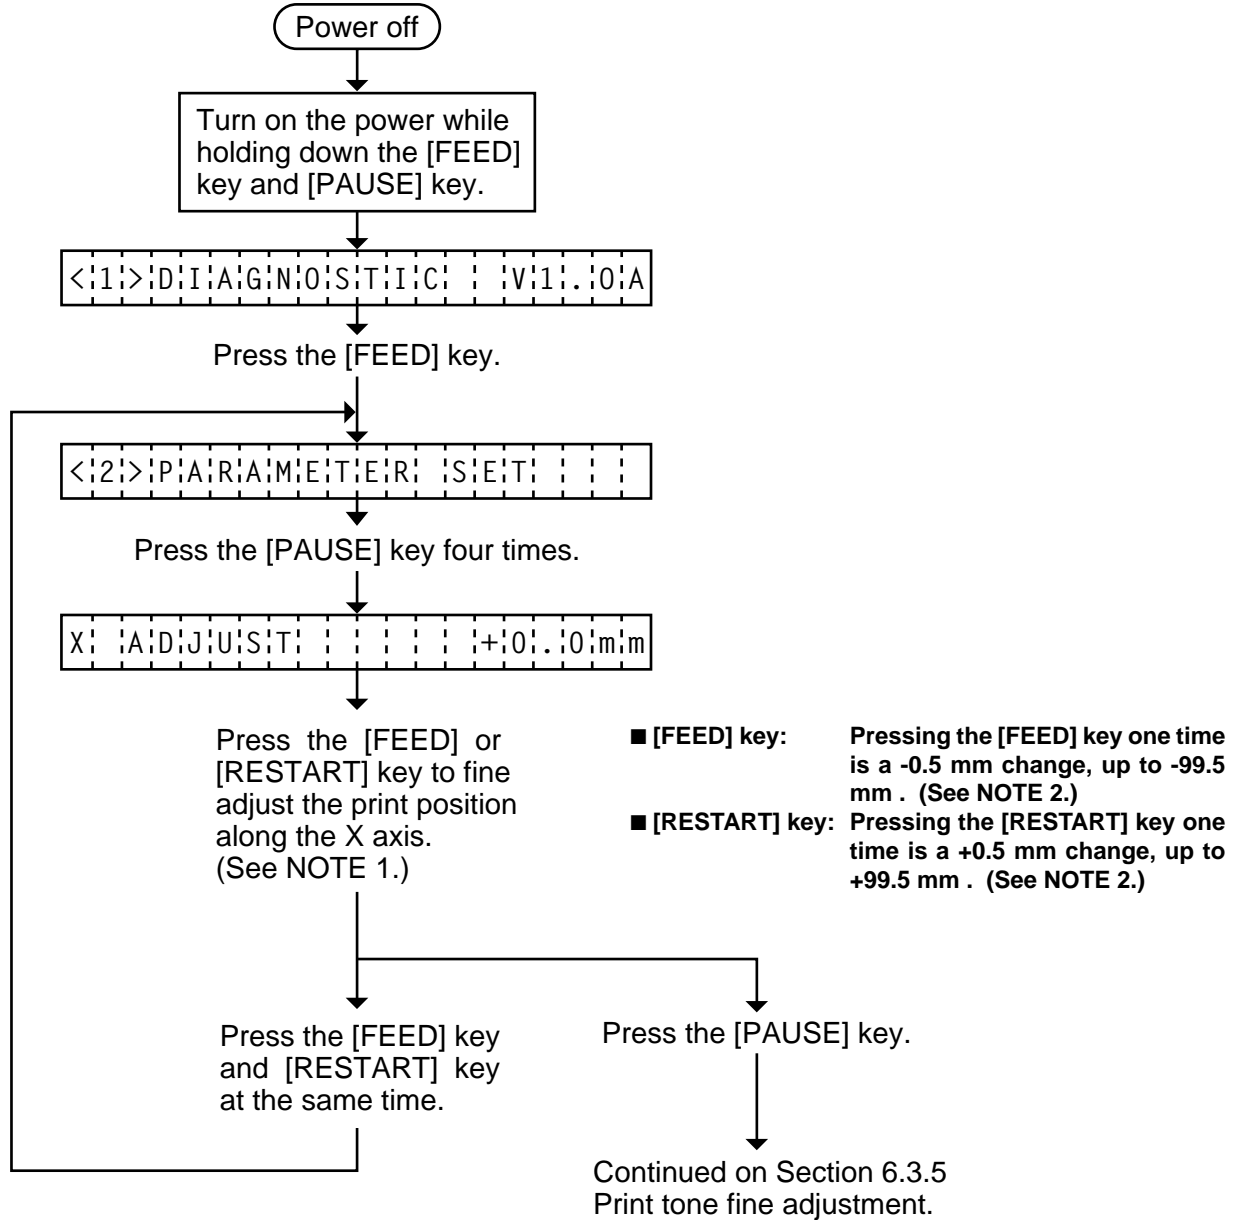 Power off
Turn on the power while
holding down the [FEED]
key and [PAUSE] key.
<1>DIAGNOSTIC  V1.0A
Press the [FEED] key.
<2>PARAMETER SET
Press the [PAUSE] key four times.
X ADJUST      +0.0mm
Press the [FEED] or
[RESTART] key to fine
adjust the print position
along the X axis.
(See NOTE 1.)
■ [FEED] key: Pressing the [FEED] key one time
is a -0.5 mm change, up to -99.5
mm . (See NOTE 2.)
■ [RESTART] key: Pressing the [RESTART] key one
time is a +0.5 mm change, up to
+99.5 mm . (See NOTE 2.)
Press the [FEED] key
and [RESTART] key
at the same time.
Press the [PAUSE] key.
Continued on Section 6.3.5
Print tone fine adjustment.